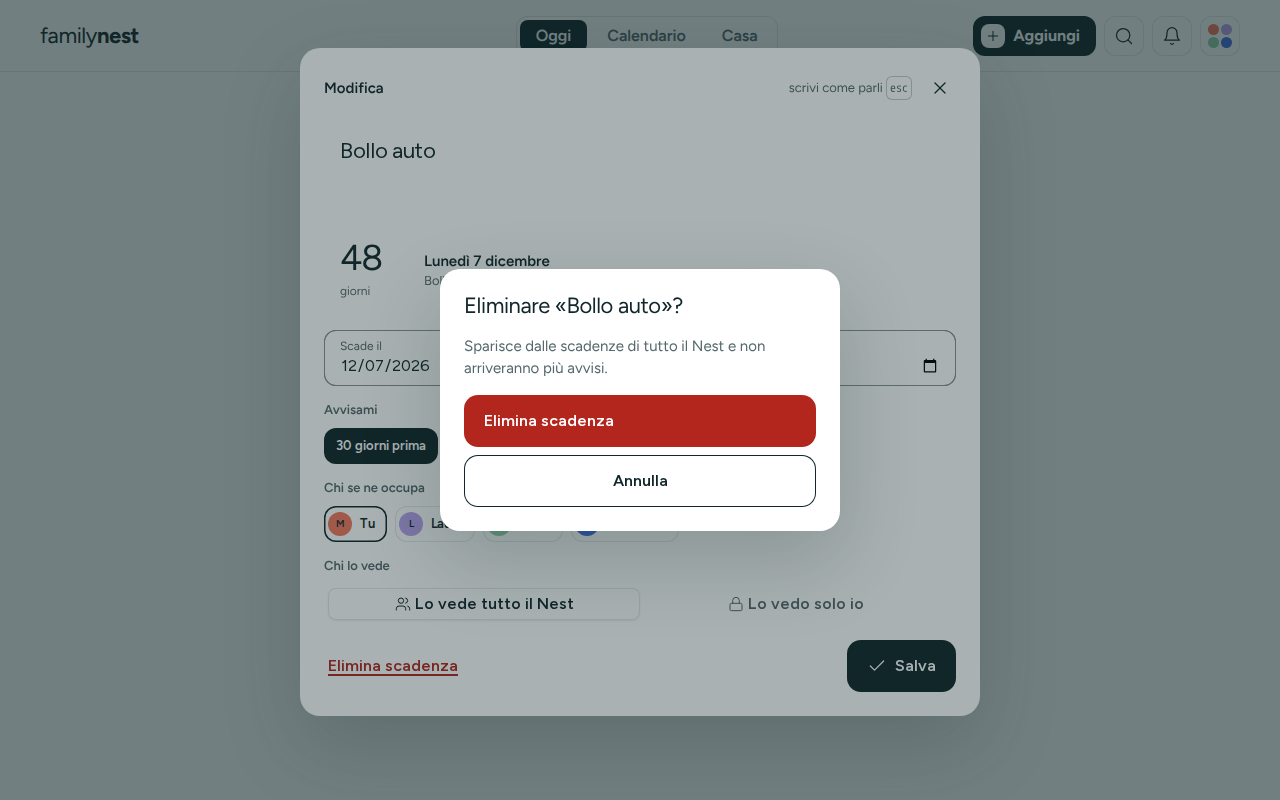 familynest
Oggi
Calendario
Casa
Aggiungi
Modifica
scrivi come parli esc
Bollo auto
48
giorni
Lunedì 7 dicembre
Eliminare «Bollo auto»?
Sparisce dalle scadenze di tutto il Nest e non
arriveranno più avvisi.
Elimina scadenza
Annulla
Scade il
12/07/2026
Avvisami
30 giorni prima
Chi se ne occupa
M Tu
L
Chi lo vede
Lo vede tutto il Nest
Lo vedo solo io
Elimina scadenza
Salva